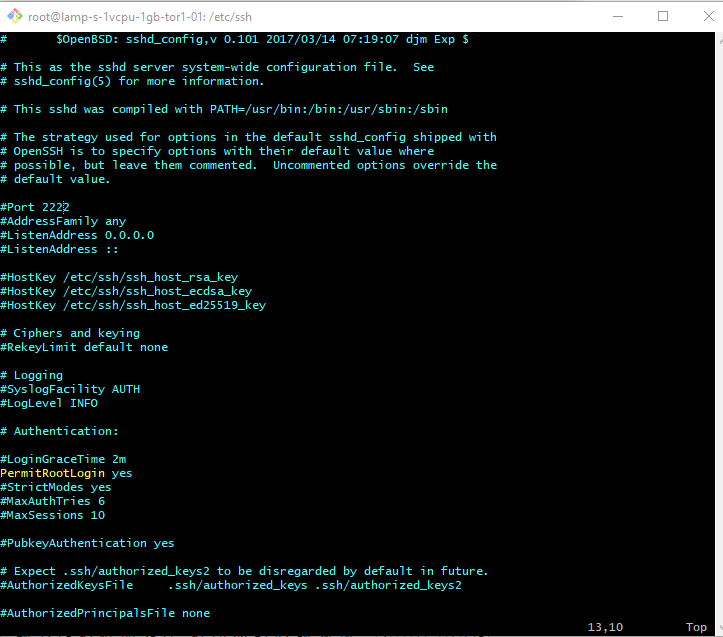 root@lamp-s-1vcpu-1gb-tor1-01: /etc/ssh
#       $OpenBSD: sshd_config,v 0.101 2017/03/14 07:19:07 djm Exp $
# This as the sshd server system-wide configuration file.  See
# sshd_config(5) for more information.
# This sshd was compiled with PATH=/usr/bin:/bin:/usr/sbin:/sbin
# The strategy used for options in the default sshd_config shipped with
# OpenSSH is to specify options with their default value where
# possible, but leave them commented.  Uncommented options override the
# default value.
#Port 2222
#AddressFamily any
#ListenAddress 0.0.0.0
#ListenAddress ::
#HostKey /etc/ssh/ssh_host_rsa_key
#HostKey /etc/ssh/ssh_host_ecdsa_key
#HostKey /etc/ssh/ssh_host_ed25519_key
# Ciphers and keying
#RekeyLimit default none
# Logging
#SyslogFacility AUTH
#LogLevel INFO
# Authentication:
#LoginGraceTime 2m
PermitRootLogin yes
#StrictModes yes
#MaxAuthTries 6
#MaxSessions 10
#PubkeyAuthentication yes
# Expect .ssh/authorized_keys2 to be disregarded by default in future.
#AuthorizedKeysFile     .ssh/authorized_keys .ssh/authorized_keys2
#AuthorizedPrincipalsFile none
13,10         Top